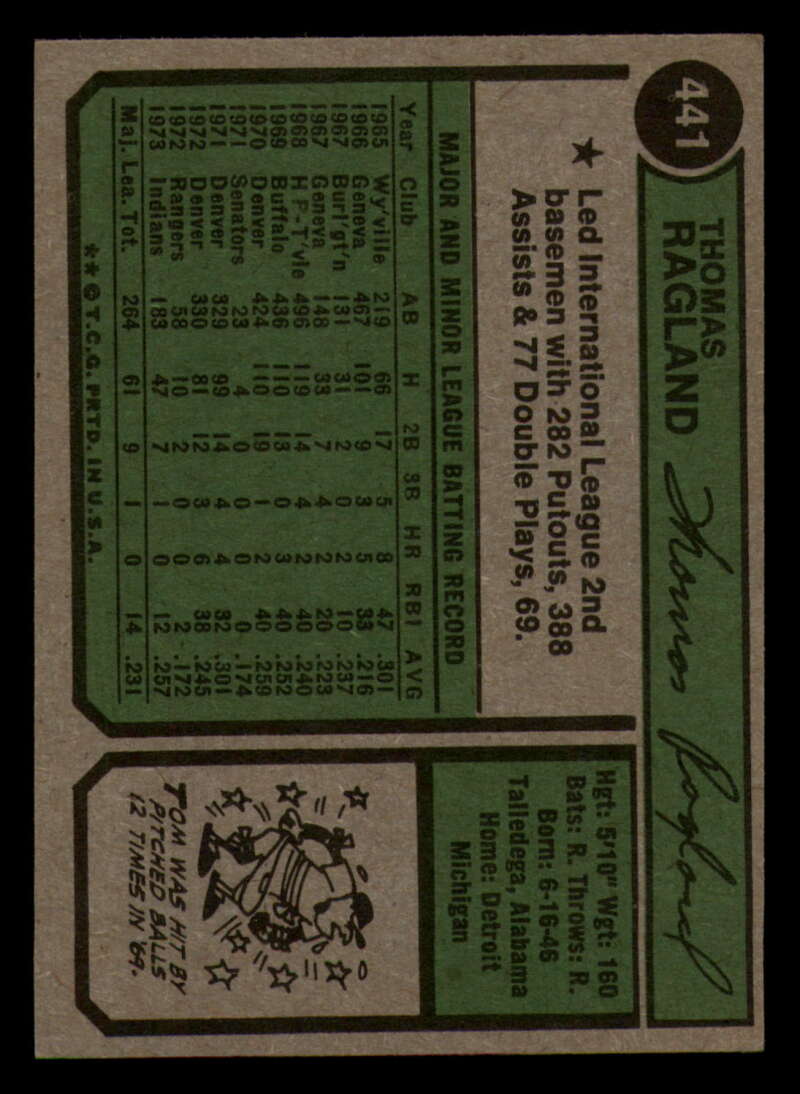 441
THOMAS
RAGLAND
Thomas Ragland
★ Led International League 2nd
basemen with 282 Putouts, 388
Assists & 77 Double Plays, 69.
MAJOR AND MINOR LEAGUE BATTING RECORD
Year Club AB H 2B 3B HR RBI AVG
1965 Wy'ville 219 66 17 5 8 47 .301
1966 Geneva 467 101 9 3 5 33 .216
1967 Burl'gt'n 131 31 2 0 2 10 .237
1967 Geneva 148 33 7 4 2 20 .223
1968 H P-T'vle 496 119 14 4 2 40 .240
1969 Buffalo 436 110 13 0 3 40 .252
1970 Denver 424 110 19 1 2 40 .259
1971 Senators 23 4 0 0 0 0 .174
1971 Denver 329 99 14 4 4 32 .301
1972 Denver 330 81 12 3 6 38 .245
1972 Rangers 58 10 2 0 0 2 .172
1973 Indians 183 47 7 1 0 12 .257
Maj. Lea. Tot. 264 61 9 1 0 14 .231
**© T.C.G. PRTD. IN U.S.A.
Hgt: 5'10" Wgt: 160
Bats: R. Throws: R.
Born: 6-16-46
Talledega, Alabama
Home: Detroit
Michigan
TOM WAS HIT BY
PITCHED BALLS
12 TIMES IN '69.